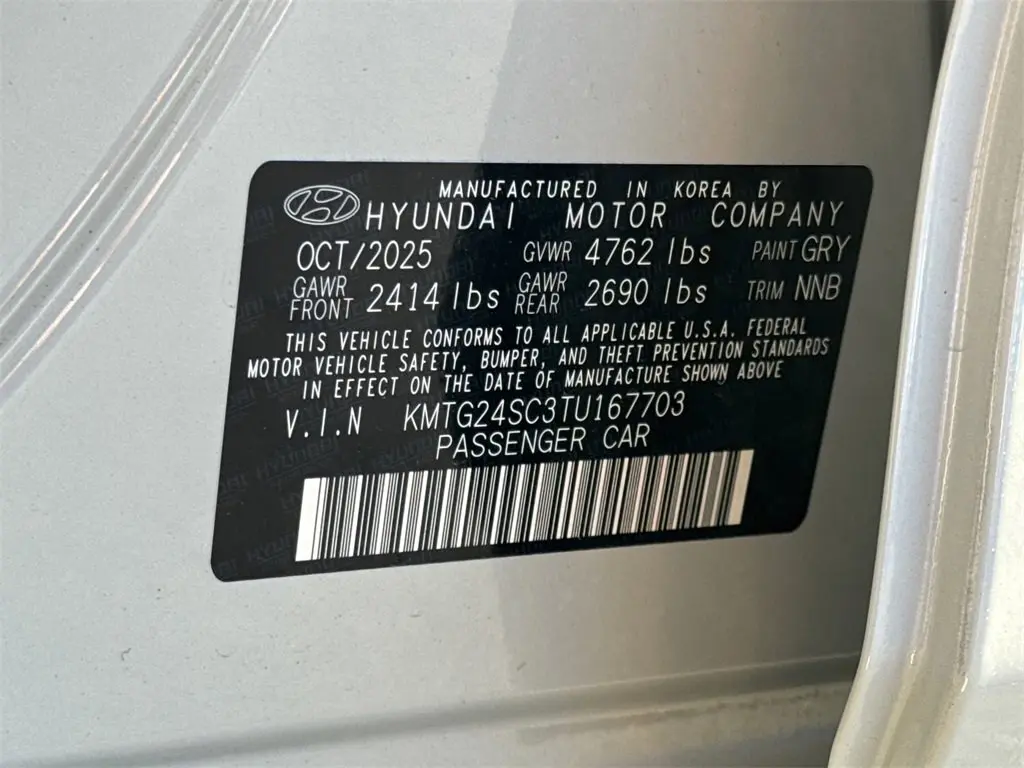 MANUFACTURED IN KOREA BY
HYUNDAI MOTOR COMPANY
OCT/2025 GVWR 4762 lbs PAINT GRY
GAWR FRONT 2414 lbs GAWR REAR 2690 lbs TRIM NNB
THIS VEHICLE CONFORMS TO ALL APPLICABLE U.S.A. FEDERAL
MOTOR VEHICLE SAFETY, BUMPER, AND THEFT PREVENTION STANDARDS
IN EFFECT ON THE DATE OF MANUFACTURE SHOWN ABOVE
V.I.N KMTG24SC3TU167703
PASSENGER CAR